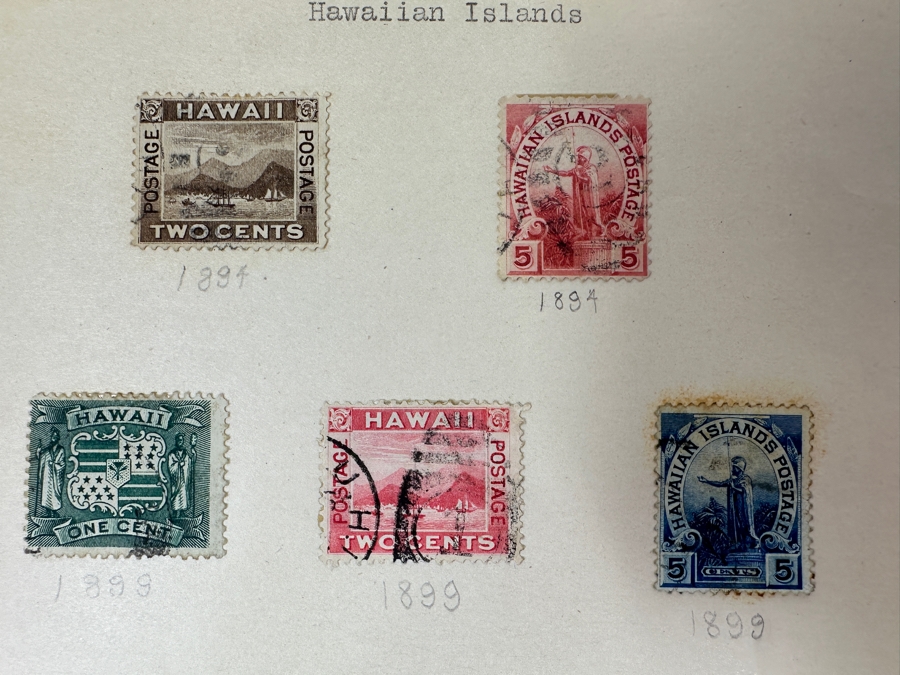 Hawaiian Islands
HAWAII
POSTAGE
POSTAGE
TWO CENTS
1894.
HAWAIIAN ISLANDS POSTAGE
5 5
1894
HAWAII
ONE CENT
1899
HAWAII
POSTAGE
POSTAGE
TWO CENTS
1899
HAWAIIAN ISLANDS POSTAGE
5 CENTS 5
1899